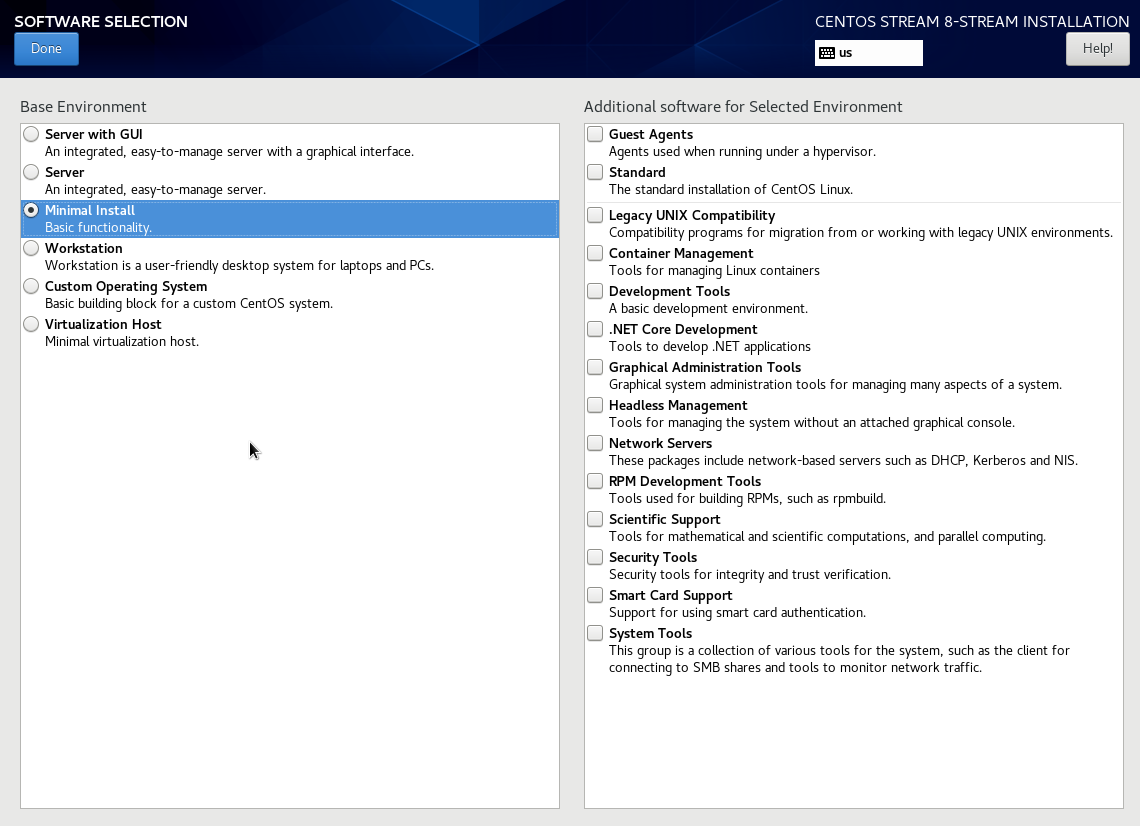 SOFTWARE SELECTION
CENTOS STREAM 8-STREAM INSTALLATION
Done
us
Help!
Base Environment
Server with GUI
An integrated, easy-to-manage server with a graphical interface.
Server
An integrated, easy-to-manage server.
Minimal Install
Basic functionality.
Workstation
Workstation is a user-friendly desktop system for laptops and PCs.
Custom Operating System
Basic building block for a custom CentOS system.
Virtualization Host
Minimal virtualization host.
Additional software for Selected Environment
Guest Agents
Agents used when running under a hypervisor.
Standard
The standard installation of CentOS Linux.
Legacy UNIX Compatibility
Compatibility programs for migration from or working with legacy UNIX environments.
Container Management
Tools for managing Linux containers
Development Tools
A basic development environment.
.NET Core Development
Tools to develop .NET applications
Graphical Administration Tools
Graphical system administration tools for managing many aspects of a system.
Headless Management
Tools for managing the system without an attached graphical console.
Network Servers
These packages include network-based servers such as DHCP, Kerberos and NIS.
RPM Development Tools
Tools used for building RPMs, such as rpmbuild.
Scientific Support
Tools for mathematical and scientific computations, and parallel computing.
Security Tools
Security tools for integrity and trust verification.
Smart Card Support
Support for using smart card authentication.
System Tools
This group is a collection of various tools for the system, such as the client for
connecting to SMB shares and tools to monitor network traffic.